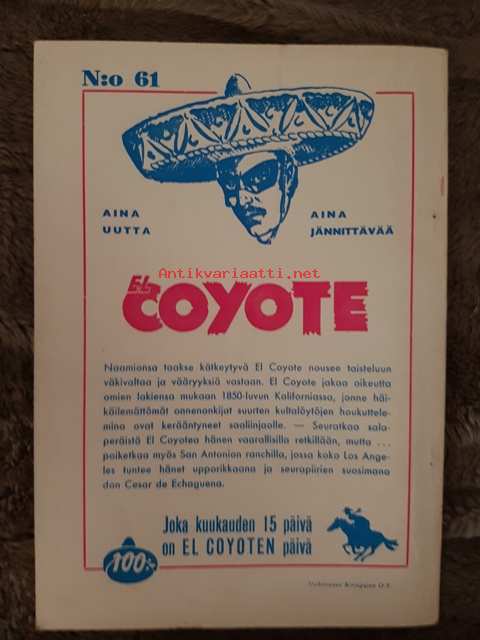 N:o 61
AINA
UUTTA
AINA
JÄNNITTÄVÄÄ
Antikvariaatti.net
EL
COYOTE
Naamionsa taakse kätkeytyvä El Coyote nousee taisteluun
väkivaltaa ja vääryyksiä vastaan. El Coyote jakaa oikeutta
omien lakiensa mukaan 1850-luvun Kaliforniassa, jonne häi-
käilemättömät onnenonkijat suurten kultalöytöjen houkuttele-
mina ovat kerääntyneet saaliinjaolle. — Seuratkaa sala-
peräistä El Coyotea hänen vaarallisilla retkillään, mutta ...
poiketkaa myös San Antonion ranchilla, jossa koko Los Ange-
les tuntee hänet upporikkaana ja seurapiirien suosimana
don Cesar de Echaguena.
Joka kuukauden 15 päivä
on EL COYOTEN päivä
100%